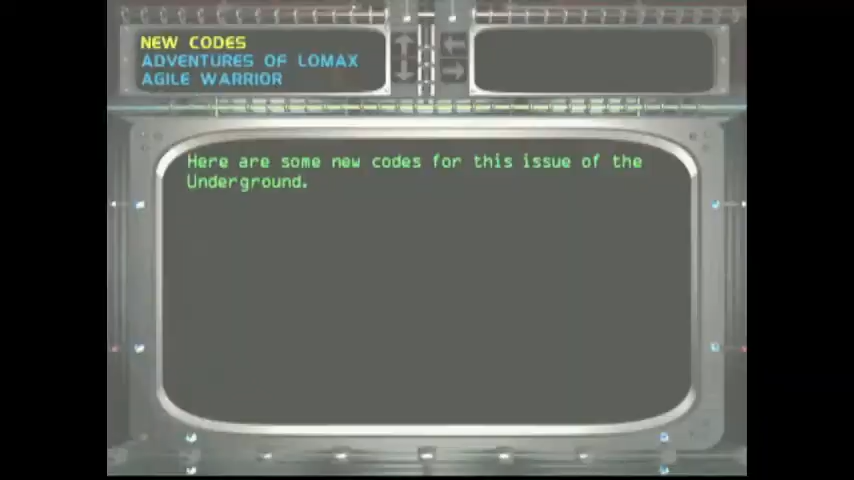 NEW CODES
ADVENTURES OF LOMAX
AGILE WARRIOR
Here are some new codes for this issue of the
Underground.